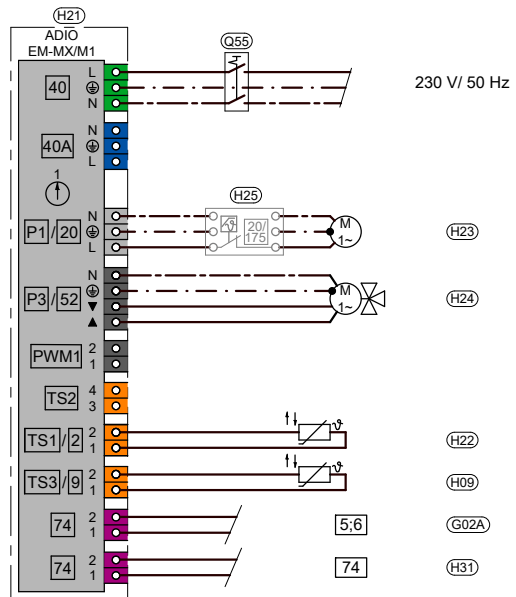 H21
ADIO
EM-MX/M1
Q55
40 L N
230 V/ 50 Hz
40A N L
1
H25
P1/20 N L
20/
175
M
1~
H23
P3/52 N
M
1~
H24
PWM1 2 1
TS2 4 3
TS1/2 2 1
ϑ
H22
TS3/9 2 1
ϑ
H09
74 2 1
5;6
G02A
74 2 1
74
H31